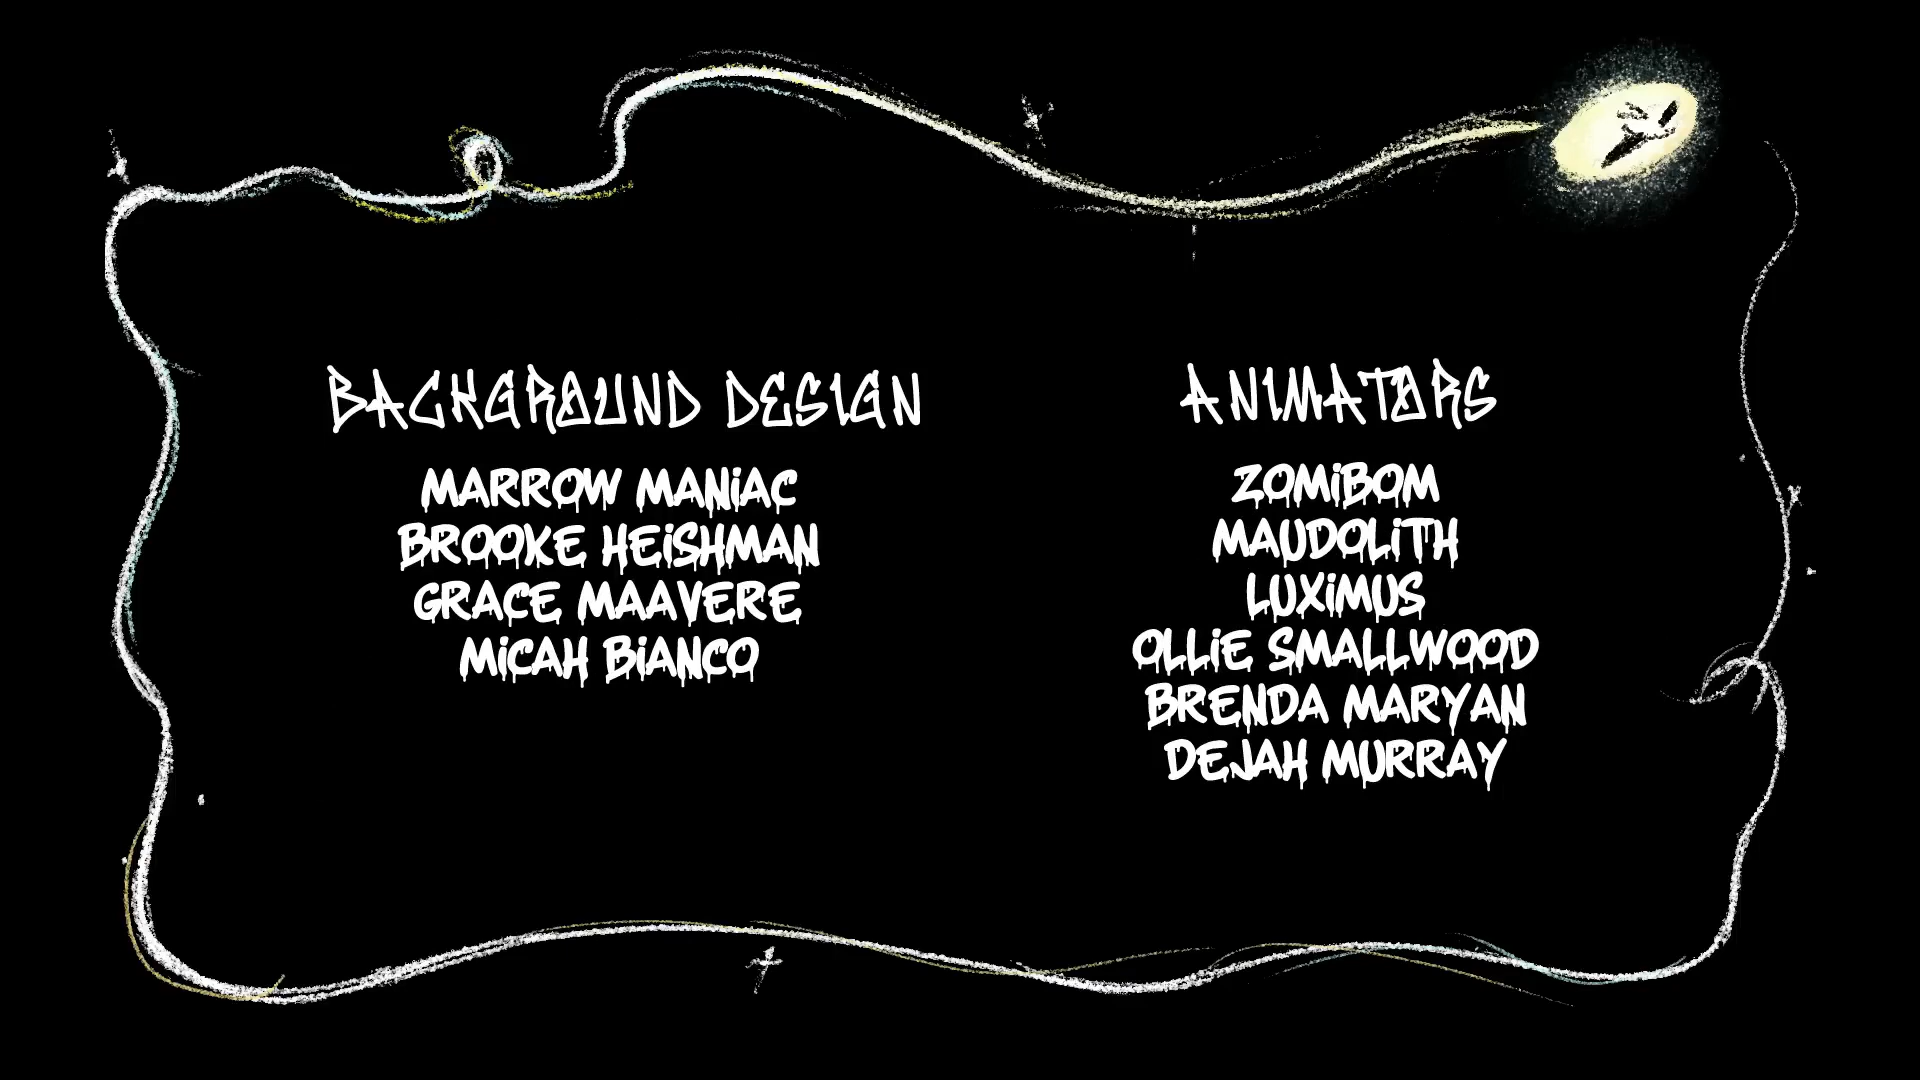 BACKGROUND DESIGN
MARROW MANiAC
BROOKE HEiSHMAN
GRACE MAAVERE
MiCAH BiANCO
ANIMATORS
ZOMiBOM
MAUDOLiTH
LUXiMUS
OLLiE SMALLWOOD
BRENDA MARYAN
DEJAH MURRAY